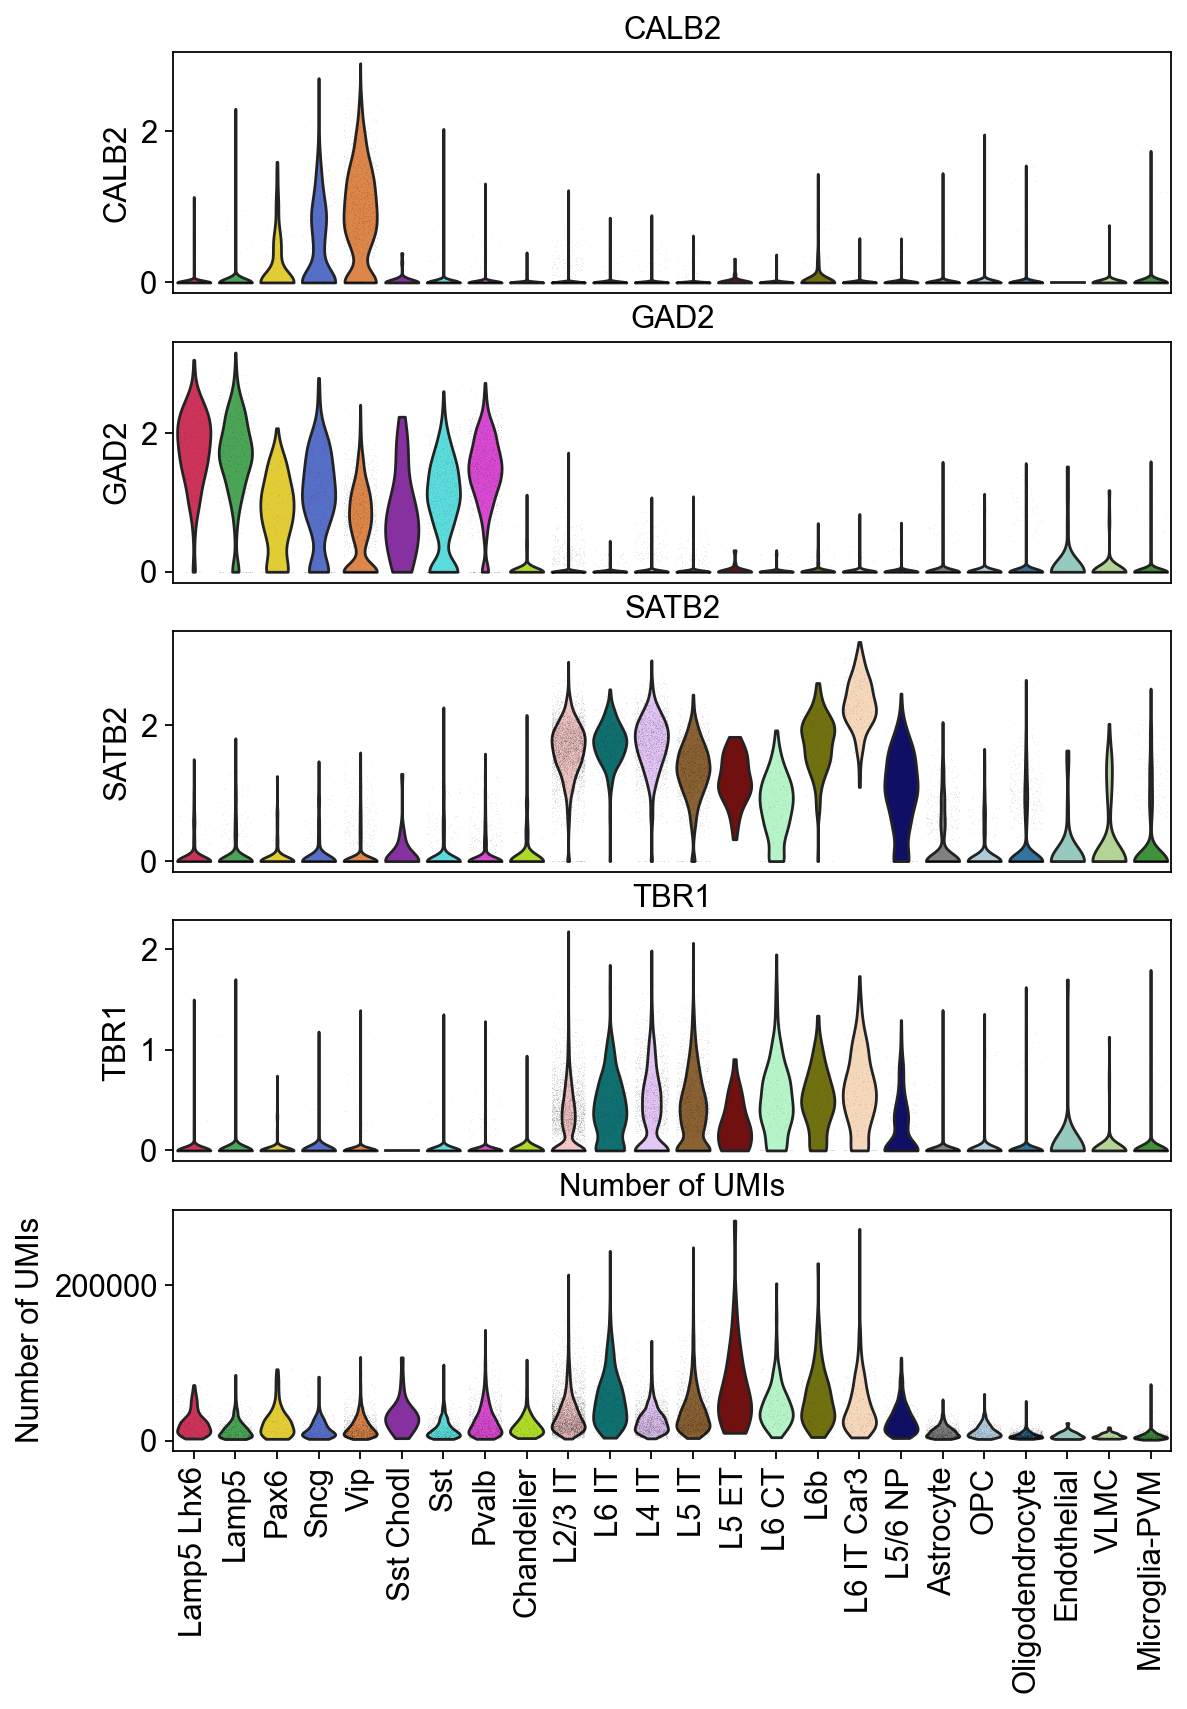 CALB2
CALB2
2
0
GAD2
GAD2
2
0
SATB2
SATB2
2
0
TBR1
TBR1
2
1
0
Number of UMIs
Number of UMIs
200000
0
Lamp5 Lhx6
Lamp5
Pax6
Sncg
Vip
Sst Chodl
Sst
Pvalb
Chandelier
L2/3 IT
L6 IT
L4 IT
L5 IT
L5 ET
L6 CT
L6b
L6 IT Car3
L5/6 NP
Astrocyte
OPC
Oligodendrocyte
Endothelial
VLMC
Microglia-PVM